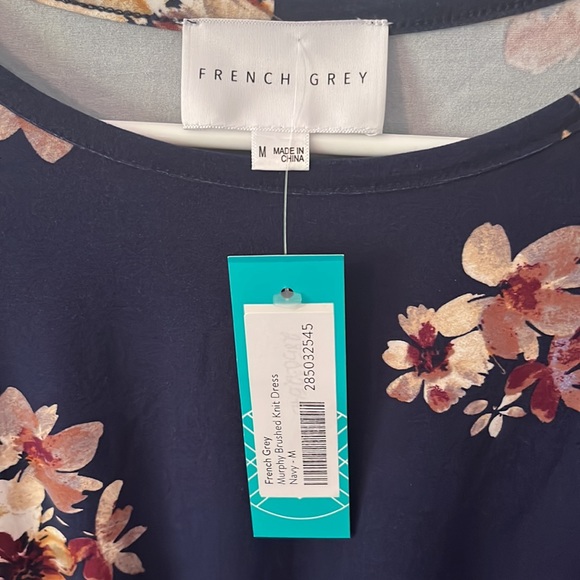 FRENCH GREY
M MADE IN
CHINA
French Grey
Murphy Brushed Knit Dress
Navy - M
285032545